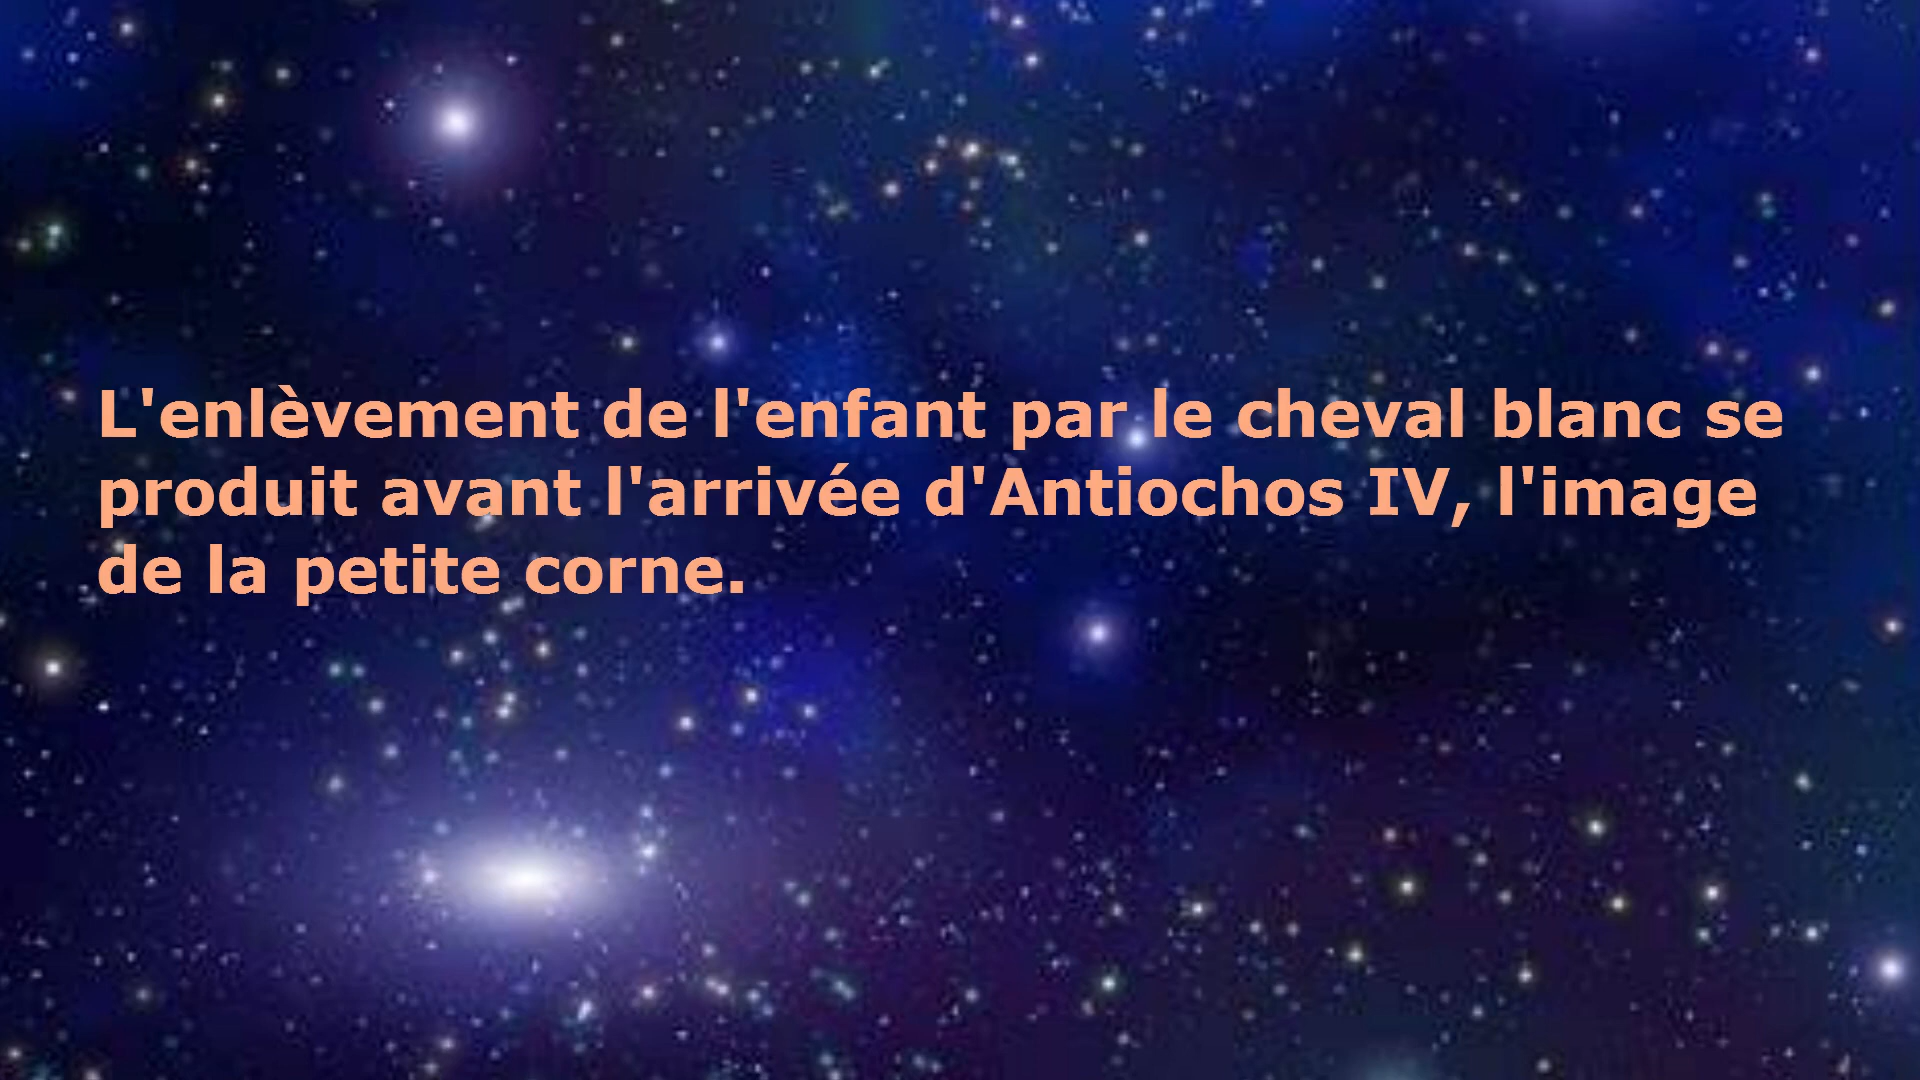 L'enlèvement de l'enfant par le cheval blanc se
produit avant l'arrivée d'Antiochos IV, l'image
de la petite corne.